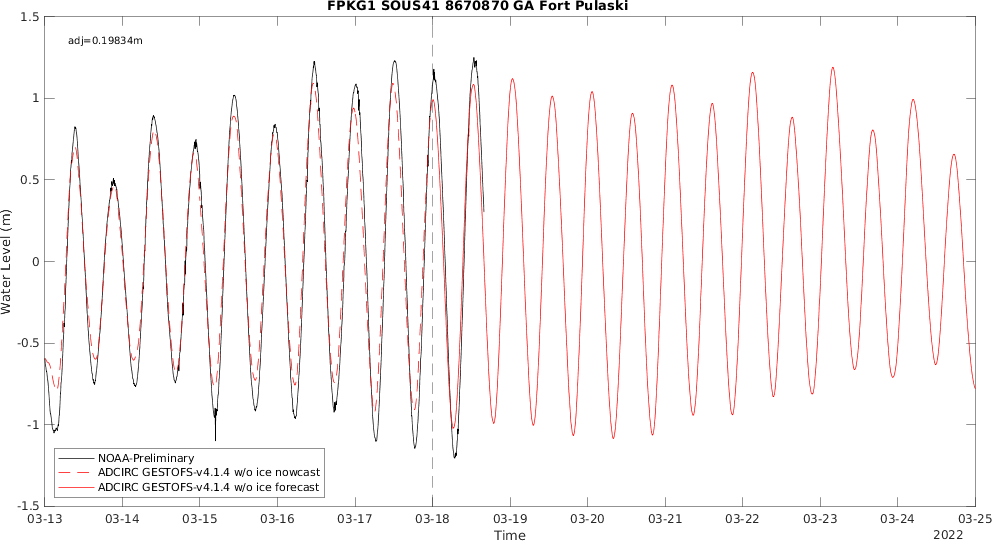 FPKG1 SOUS41 8670870 GA Fort Pulaski
adj=0.19834m
1.5
1
0.5
0
-0.5
-1
-1.5
Water Level (m)
NOAA-Preliminary
ADCIRC GESTOFS-v4.1.4 w/o ice nowcast
ADCIRC GESTOFS-v4.1.4 w/o ice forecast
03-13 03-14 03-15 03-16 03-17 03-18 03-19 03-20 03-21 03-22 03-23 03-24 03-25
Time
2022